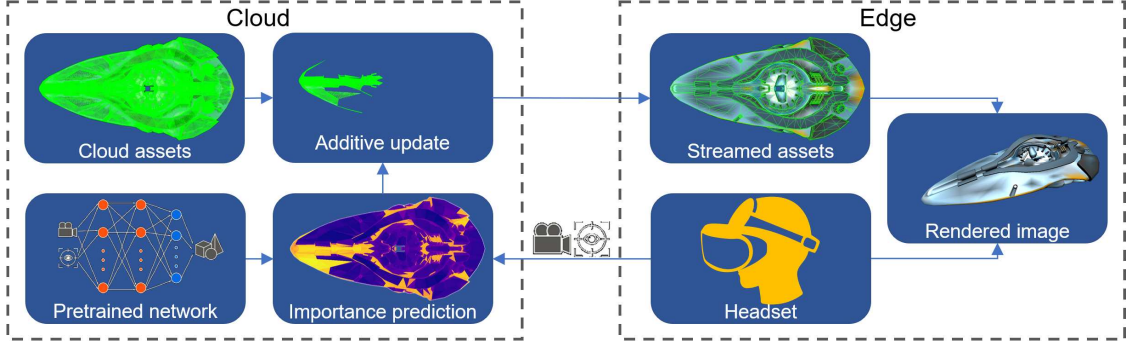 Cloud
Edge
Cloud assets
Additive update
Streamed assets
Rendered image
Pretrained network
Importance prediction
Headset